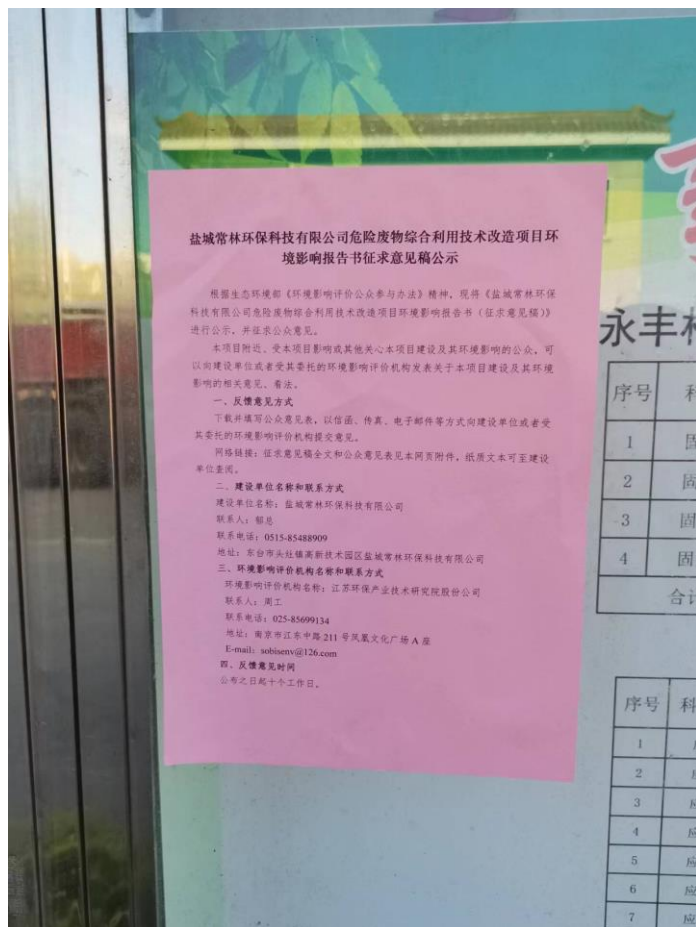 盐城常林环保科技有限公司危险废物综合利用技术改造项目环
境影响报告书征求意见稿公示
根据生态环境部《环境影响评价公众参与办法》精神，现将《盐城常林环保
科技有限公司危险废物综合利用技术改造项目环境影响报告书（征求意见稿）》
进行公示，并征求公众意见。
本项目附近、受本项目影响或其他关心本项目建设及其环境影响的公众，可
以向建设单位或者受其委托的环境影响评价机构发表关于本项目建设及其环境
影响的相关意见、看法。
一、反馈意见方式
下载并填写公众意见表，以信函、传真、电子邮件等方式向建设单位或者受
其委托的环境影响评价机构提交意见。
网络链接：征求意见稿全文和公众意见表见本网页附件，纸质文本可至建设
单位查阅。
二、建设单位名称和联系方式
建设单位名称：盐城常林环保科技有限公司
联系人：郁总
联系电话：0515-85488909
地址：东台市头灶镇高新技术园区盐城常林环保科技有限公司
三、环境影响评价机构名称和联系方式
环境影响评价机构名称：江苏环保产业技术研究院股份公司
联系人：周工
联系电话：025-85699134
地址：南京市江东中路 211 号凤凰文化广场 A 座
E-mail：sobisenv@126.com
四、反馈意见时间
公布之日起十个工作日。
永丰村
序号 科
1 固
2 固
3 固
4 固
合计
序号 科
1 应
2 应
3 应
4 应
5 应
6 应
7 应